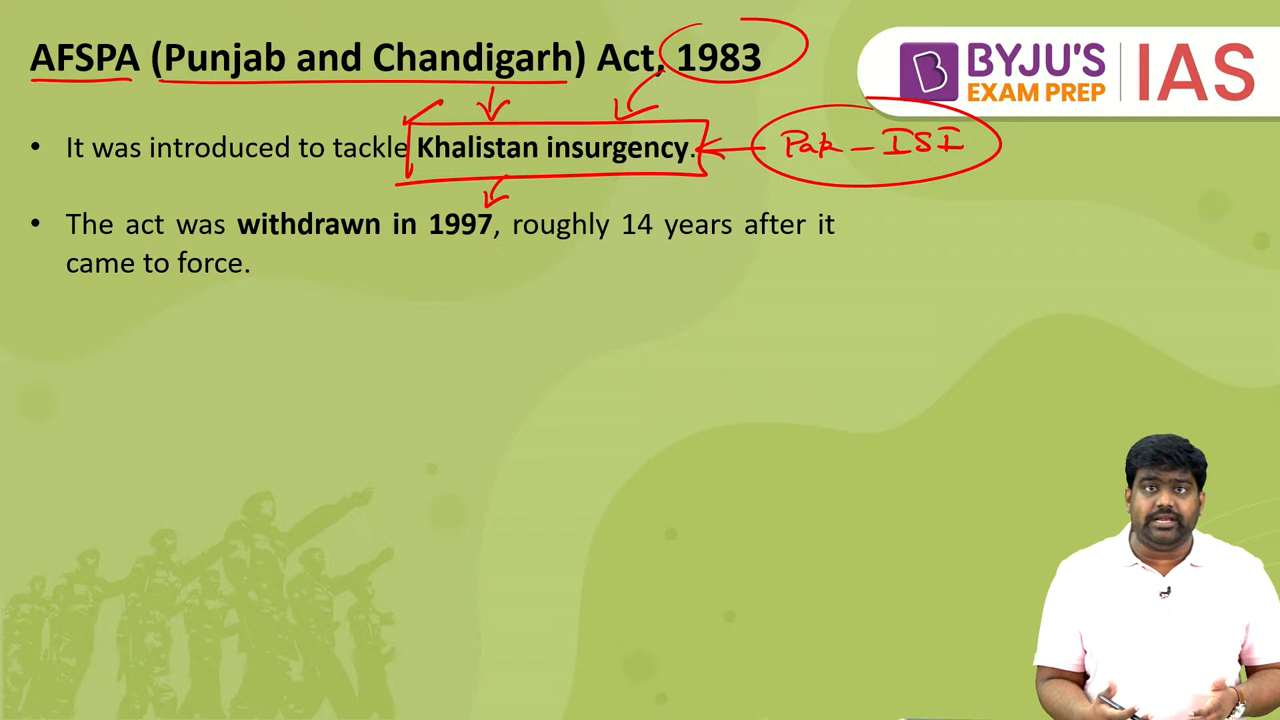 AFSPA (Punjab and Chandigarh) Act, 1983
BYJU'S
EXAM PREP
IAS
• It was introduced to tackle Khalistan insurgency.
Pak - ISI
• The act was withdrawn in 1997, roughly 14 years after it
came to force.